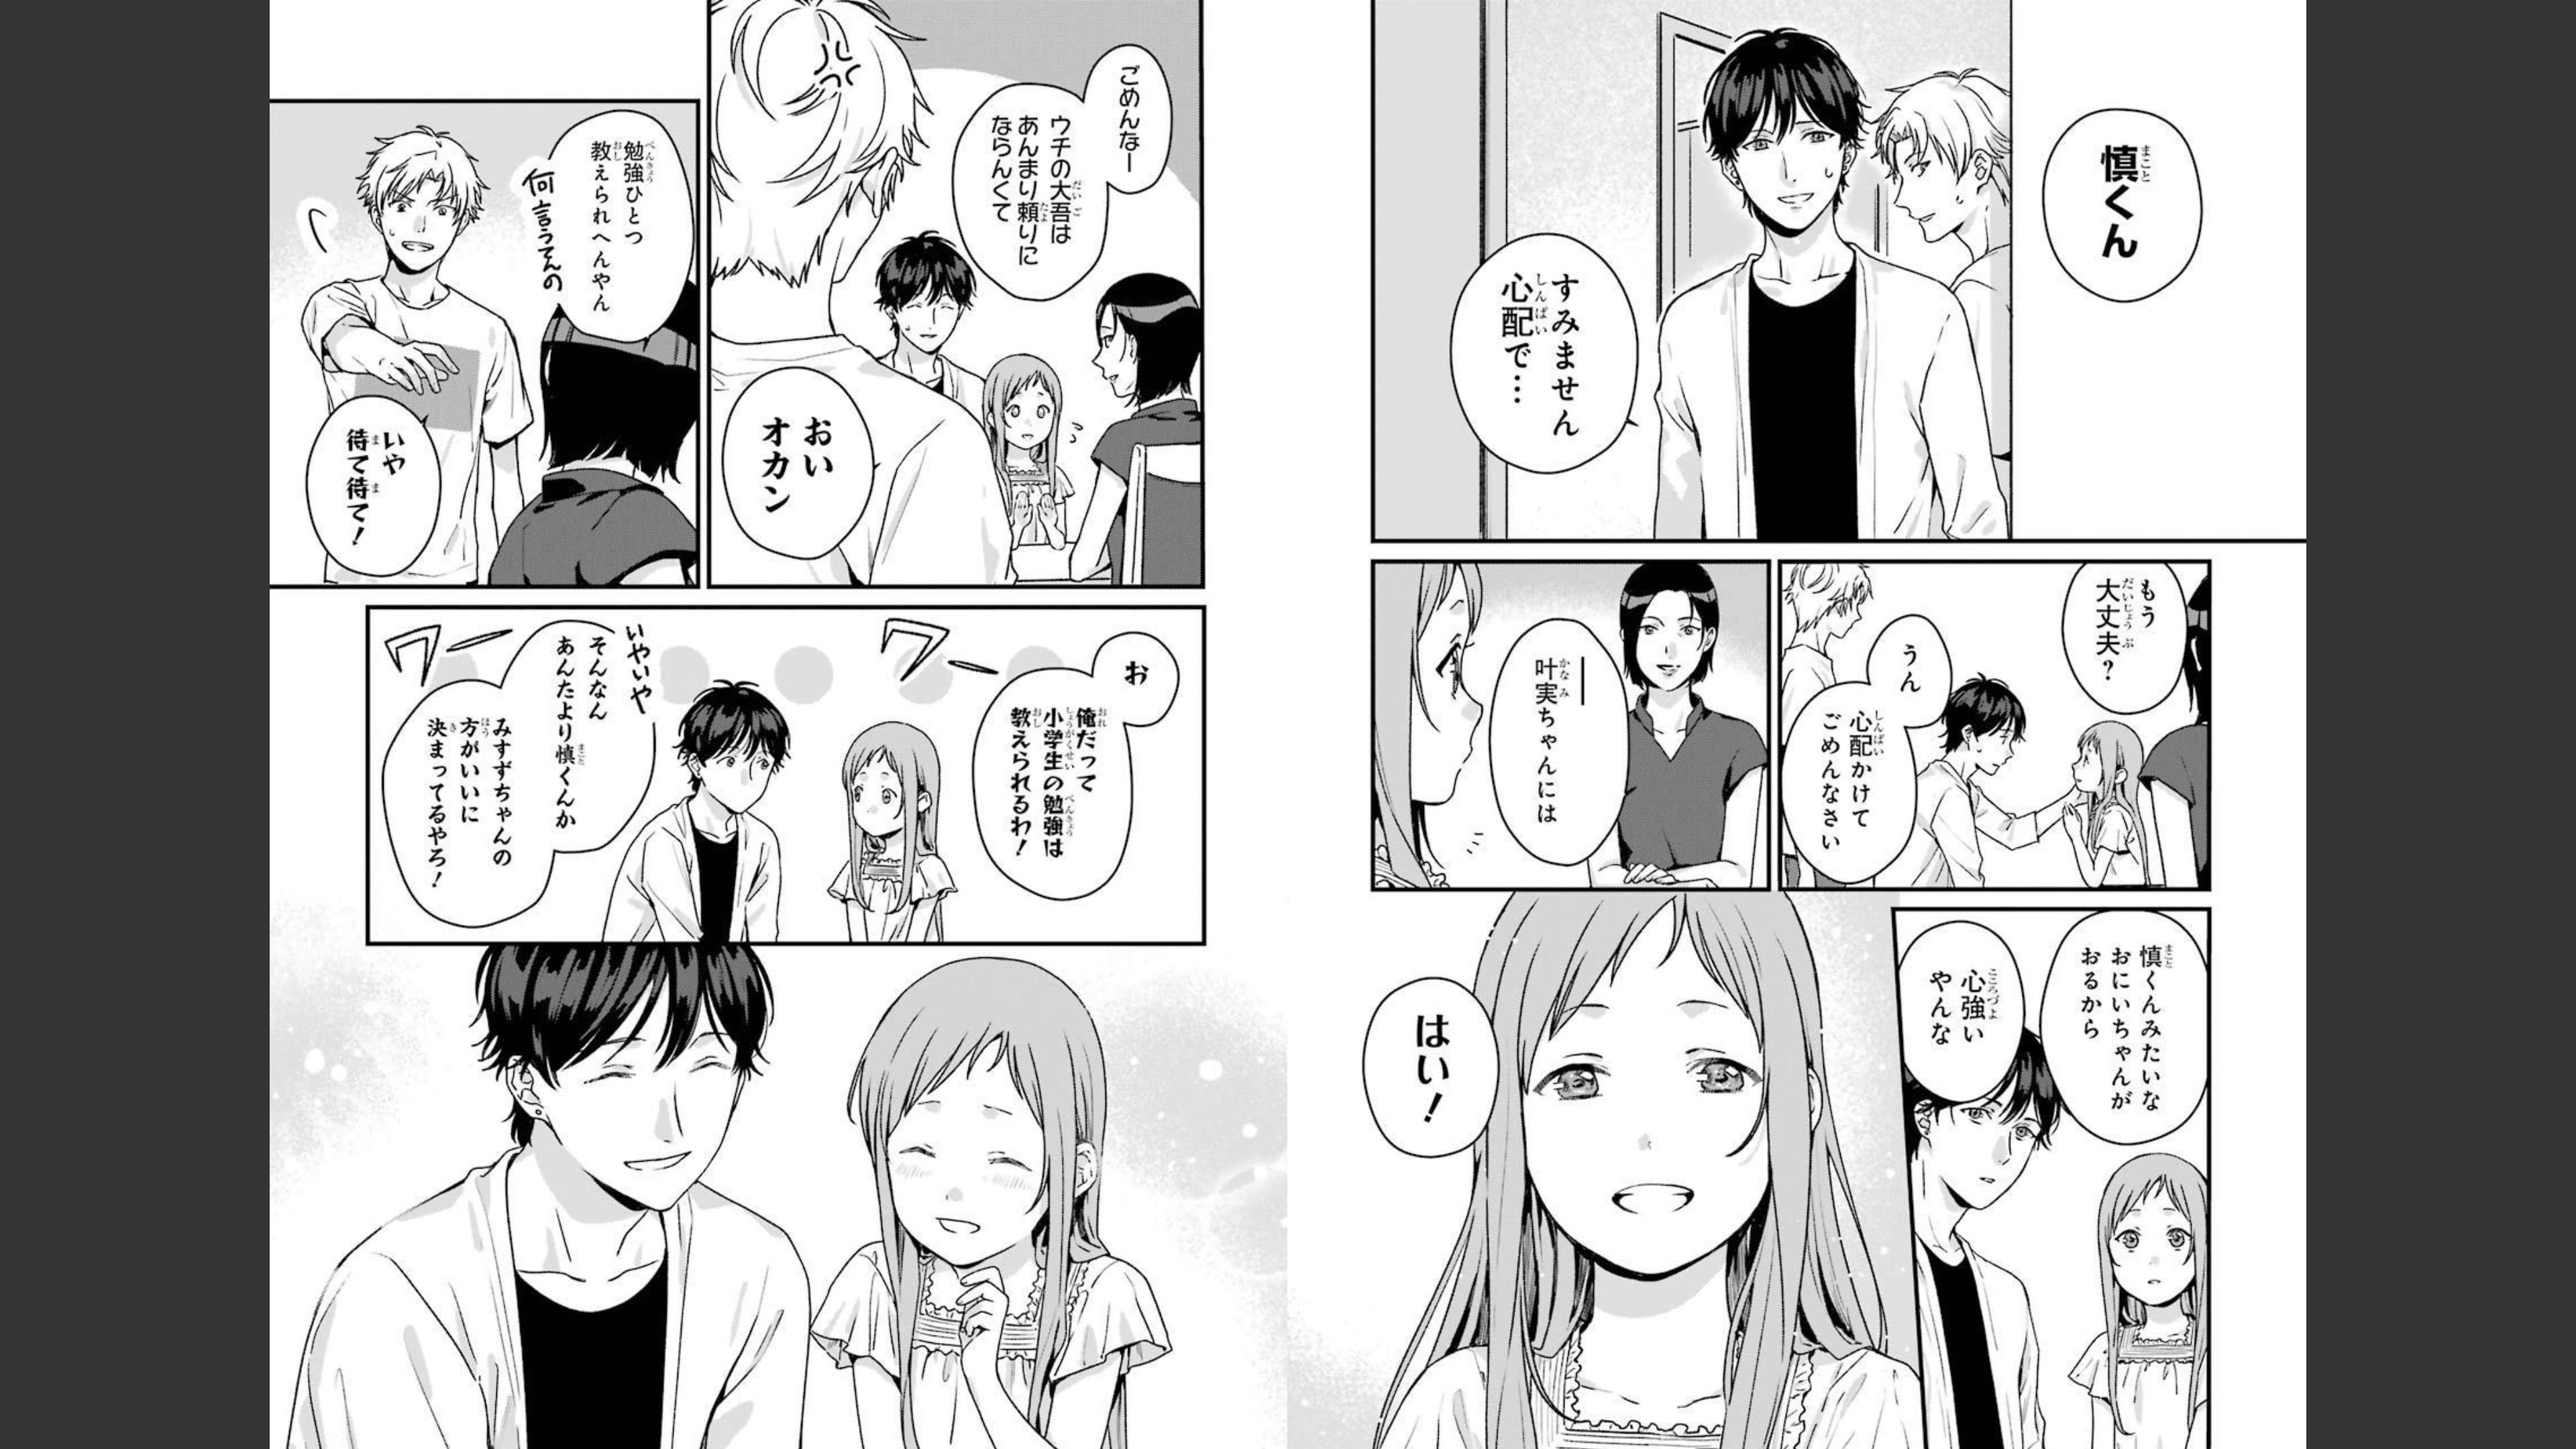 慎くん
すみません
心配で…
もう
大丈夫?
うん
心配かけて
ごめんなさい
―
叶実ちゃんには
慎くんみたいな
おにいちゃんが
おるから
心強い
やんな
はい!
ごめんなー
ウチの大吾は
あんまり頼りに
ならんくて
おい
オカン
勉強ひとつ
教えられへんやん
何言うてんの
いや
待て待て!
お
俺だって
小学生の勉強は
教えられるわ!
ワー
いやいや
そんなん
あんたより慎くんか
みすずちゃんの
方がいいに
決まってるやろ!
ワー